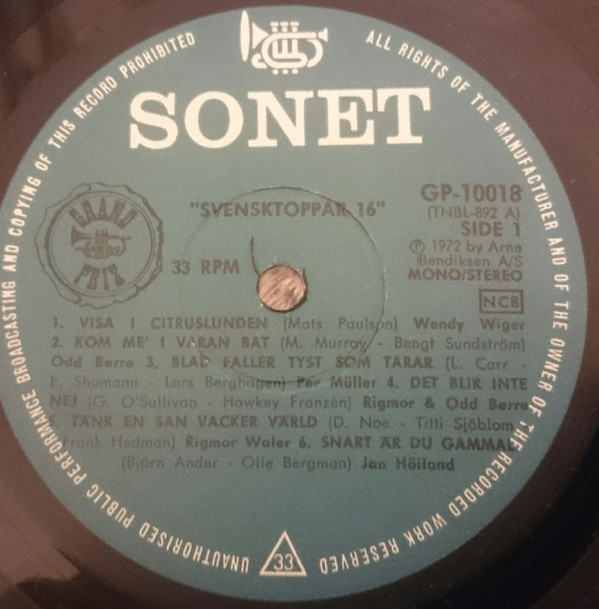 UNAUTHORISED PUBLIC PERFORMANCE BROADCASTING AND COPYING OF THIS RECORD PROHIBITED
ALL RIGHTS OF THE MANUFACTURER AND OF THE OWNER OF THE RECORDED WORK RESERVED
SONET
GRAND
PRIX
"SVENSKTOPPAR 16"
33 RPM
GP-10018
(TNBL-892 A)
SIDE 1
Ⓟ 1972 by Arne
Bendiksen A/S
MONO/STEREO
NCB
1. VISA I CITRUSLUNDEN (Mats Paulson) Wendy Wiger
2. KOM ME' I VÅRAN BÅT (M. Murray - Bengt Sundström)
Odd Børre 3. BLAD FALLER TYST SOM TÅRAR (L. Carr -
E. Shumann - Lars Berghagen) Per Müller 4. DET BLIR INTE
NEJ (G. O'Sullivan - Hawkey Franzén) Rigmor & Odd Børre
5. TÄNK EN SÅN VACKER VÄRLD (D. Noe - Titti Sjöblom -
Frank Hedman) Rigmor Waler 6. SNART ÄR DU GAMMAL
(Björn Ander - Olle Bergman) Jan Höiland
33